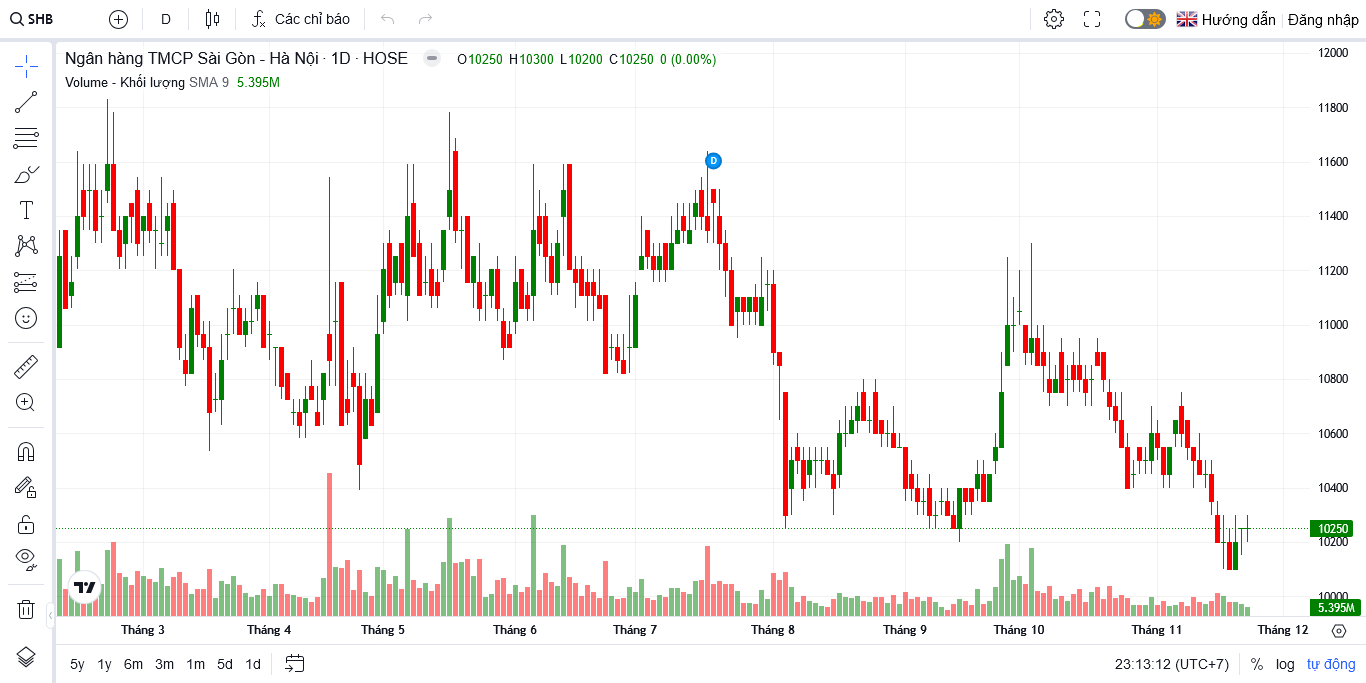 SHB D Các chỉ báo Hướng dẫn Đăng nhập
Ngân hàng TMCP Sài Gòn - Hà Nội · 1D · HOSE O10250 H10300 L10200 C10250 0 (0.00%)
Volume - Khối lượng SMA 9 5.395M
12000
11800
11600
D
11400
11200
11000
10800
10600
10400
10250
10200
10000
5.395M
Tháng 3 Tháng 4 Tháng 5 Tháng 6 Tháng 7 Tháng 8 Tháng 9 Tháng 10 Tháng 11 Tháng 12
5y 1y 6m 3m 1m 5d 1d 23:13:12 (UTC+7) % log tự động